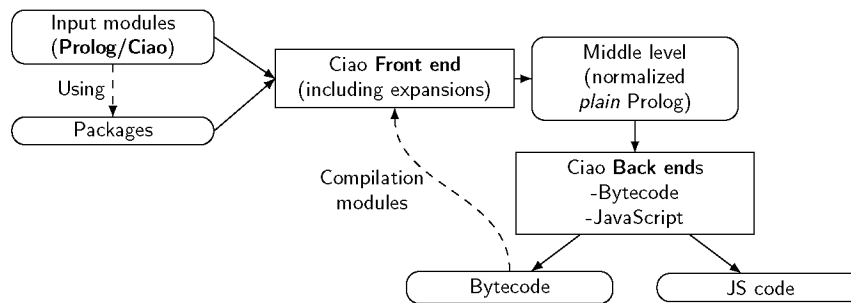 Input modules
(Prolog/Ciao)
Using
Packages
Ciao Front end
(including expansions)
Middle level
(normalized
plain Prolog)
Compilation
modules
Ciao Back ends
-Bytecode
-JavaScript
Bytecode
JS code